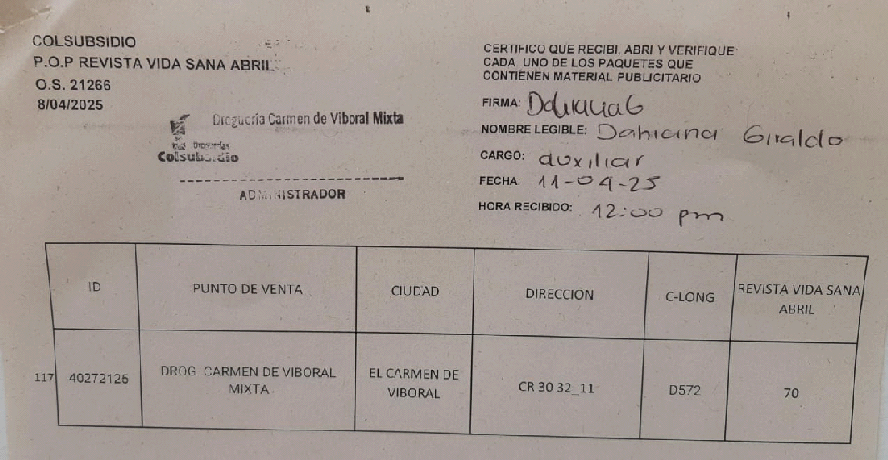 COLSUBSIDIO
P.O.P REVISTA VIDA SANA ABRIL
O.S. 21266
8/04/2025
Droguería Carmen de Viboral Mixta
Colsubsidio
ADMINISTRADOR
CERTIFICO QUE RECIBI, ABRI Y VERIFIQUE
CADA UNO DE LOS PAQUETES QUE
CONTIENEN MATERIAL PUBLICITARIO
FIRMA: DahianaG
NOMBRE LEGIBLE: Dahiana Giraldo
CARGO: auxiliar
FECHA 11-04-25
HORA RECIBIDO: 12:00 pm
ID PUNTO DE VENTA CIUDAD DIRECCION C-LONG REVISTA VIDA SANA
ABRIL
117 40272126 DROG. CARMEN DE VIBORAL EL CARMEN DE CR 30 32_11 D572 70
MIXTA VIBORAL